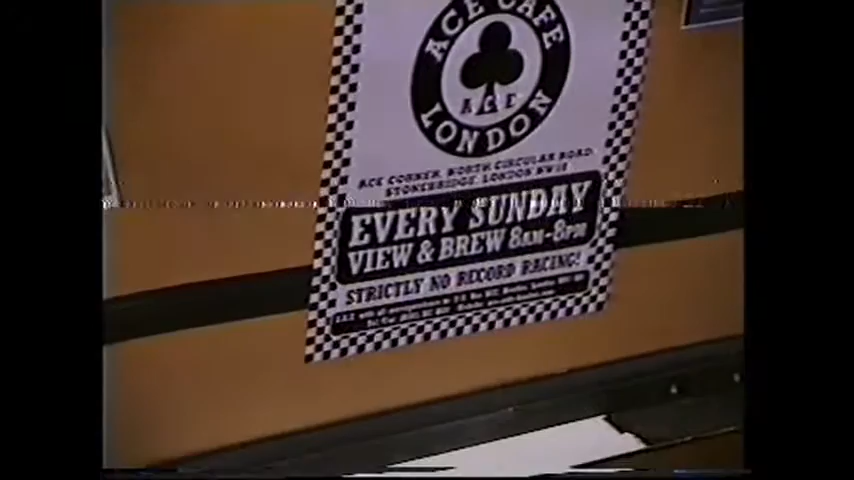 ACE CAFE
ACE
LONDON
ACE CORNER, NORTH CIRCULAR ROAD
STONEBRIDGE, LONDON NW10
EVERY SUNDAY
VIEW & BREW 8AM-8PM
STRICTLY NO RECORD RACING!